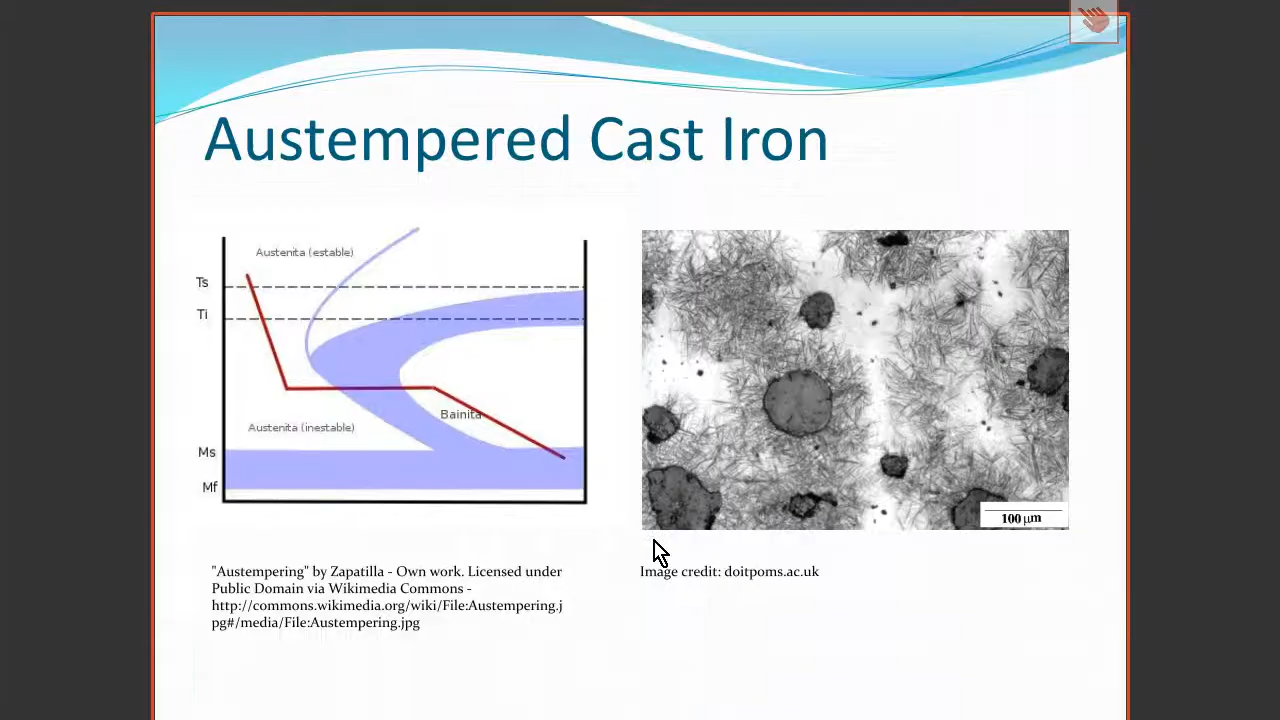 Austempered Cast Iron
Austenita (estable)
Ts
Ti
Bainita
Austenita (inestable)
Ms
Mf
100 μm
"Austempering" by Zapatilla - Own work. Licensed under
Public Domain via Wikimedia Commons -
http://commons.wikimedia.org/wiki/File:Austempering.j
pg#/media/File:Austempering.jpg
Image credit: doitpoms.ac.uk